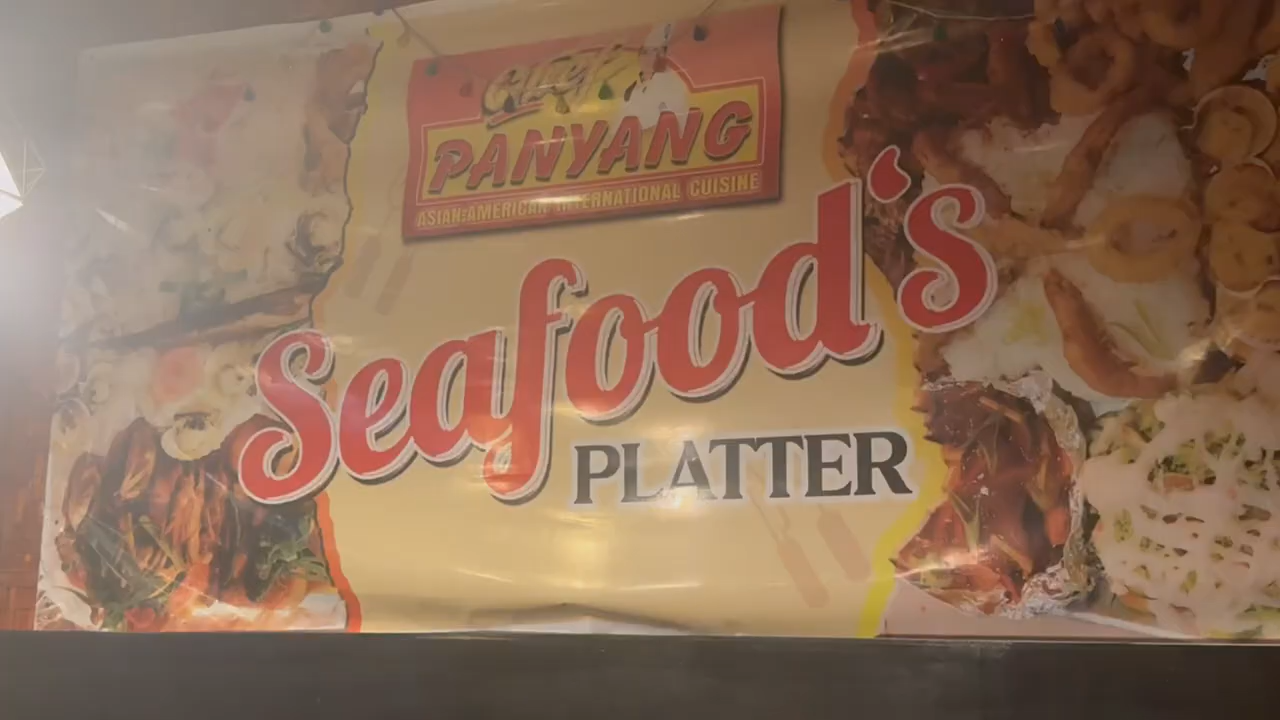 Chef
PANYANG
ASIAN-AMERICAN INTERNATIONAL CUISINE
Seafood's
PLATTER